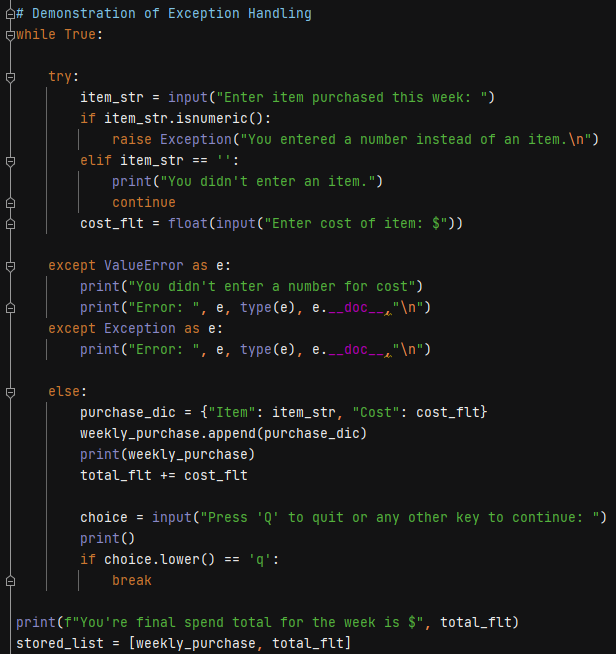 # Demonstration of Exception Handling
while True:
try:
item_str = input("Enter item purchased this week: ")
if item_str.isnumeric():
raise Exception("You entered a number instead of an item.\n")
elif item_str == '':
print("You didn't enter an item.")
continue
cost_flt = float(input("Enter cost of item: $"))
except ValueError as e:
print("You didn't enter a number for cost")
print("Error: ", e, type(e), e.__doc__,"\n")
except Exception as e:
print("Error: ", e, type(e), e.__doc__,"\n")
else:
purchase_dic = {"Item": item_str, "Cost": cost_flt}
weekly_purchase.append(purchase_dic)
print(weekly_purchase)
total_flt += cost_flt
choice = input("Press 'Q' to quit or any other key to continue: ")
print()
if choice.lower() == 'q':
break
print(f"You're final spend total for the week is $", total_flt)
stored_list = [weekly_purchase, total_flt]